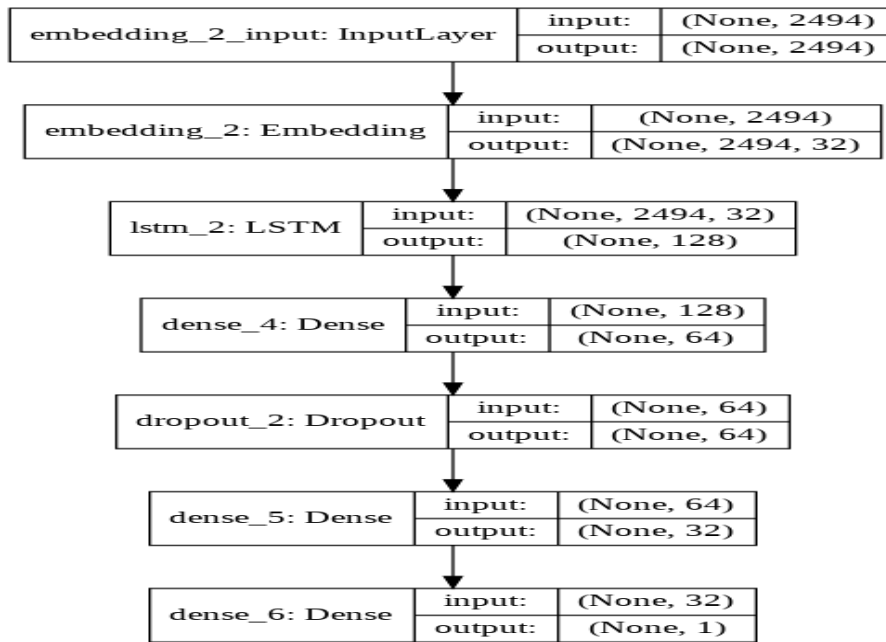 embedding_2_input: InputLayer input: (None, 2494)
output: (None, 2494)
embedding_2: Embedding input: (None, 2494)
output: (None, 2494, 32)
lstm_2: LSTM input: (None, 2494, 32)
output: (None, 128)
dense_4: Dense input: (None, 128)
output: (None, 64)
dropout_2: Dropout input: (None, 64)
output: (None, 64)
dense_5: Dense input: (None, 64)
output: (None, 32)
dense_6: Dense input: (None, 32)
output: (None, 1)